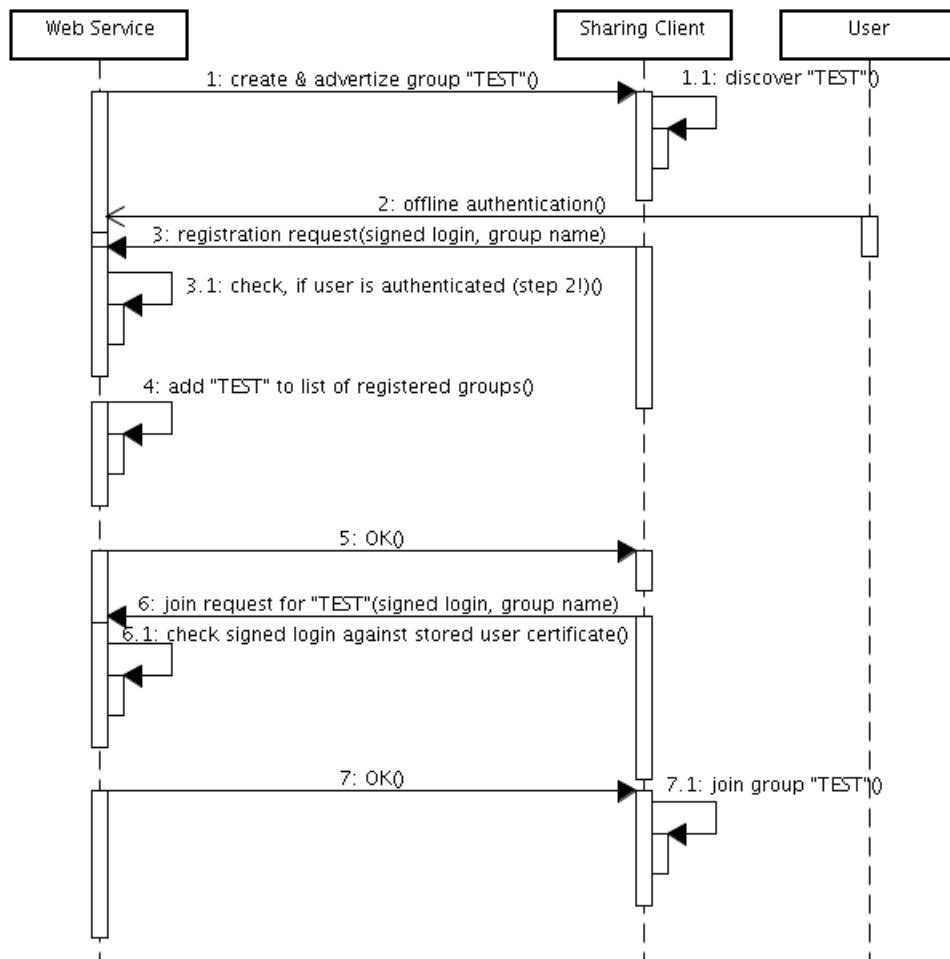 Web Service
Sharing Client
User
1: create & advertize group "TEST"()
1.1: discover "TEST"()
2: offline authentication()
3: registration request(signed login, group name)
3.1: check, if user is authenticated (step 2!)()
4: add "TEST" to list of registered groups()
5: OK()
6: join request for "TEST"(signed login, group name)
6.1: check signed login against stored user certificate()
7: OK()
7.1: join group "TEST"()